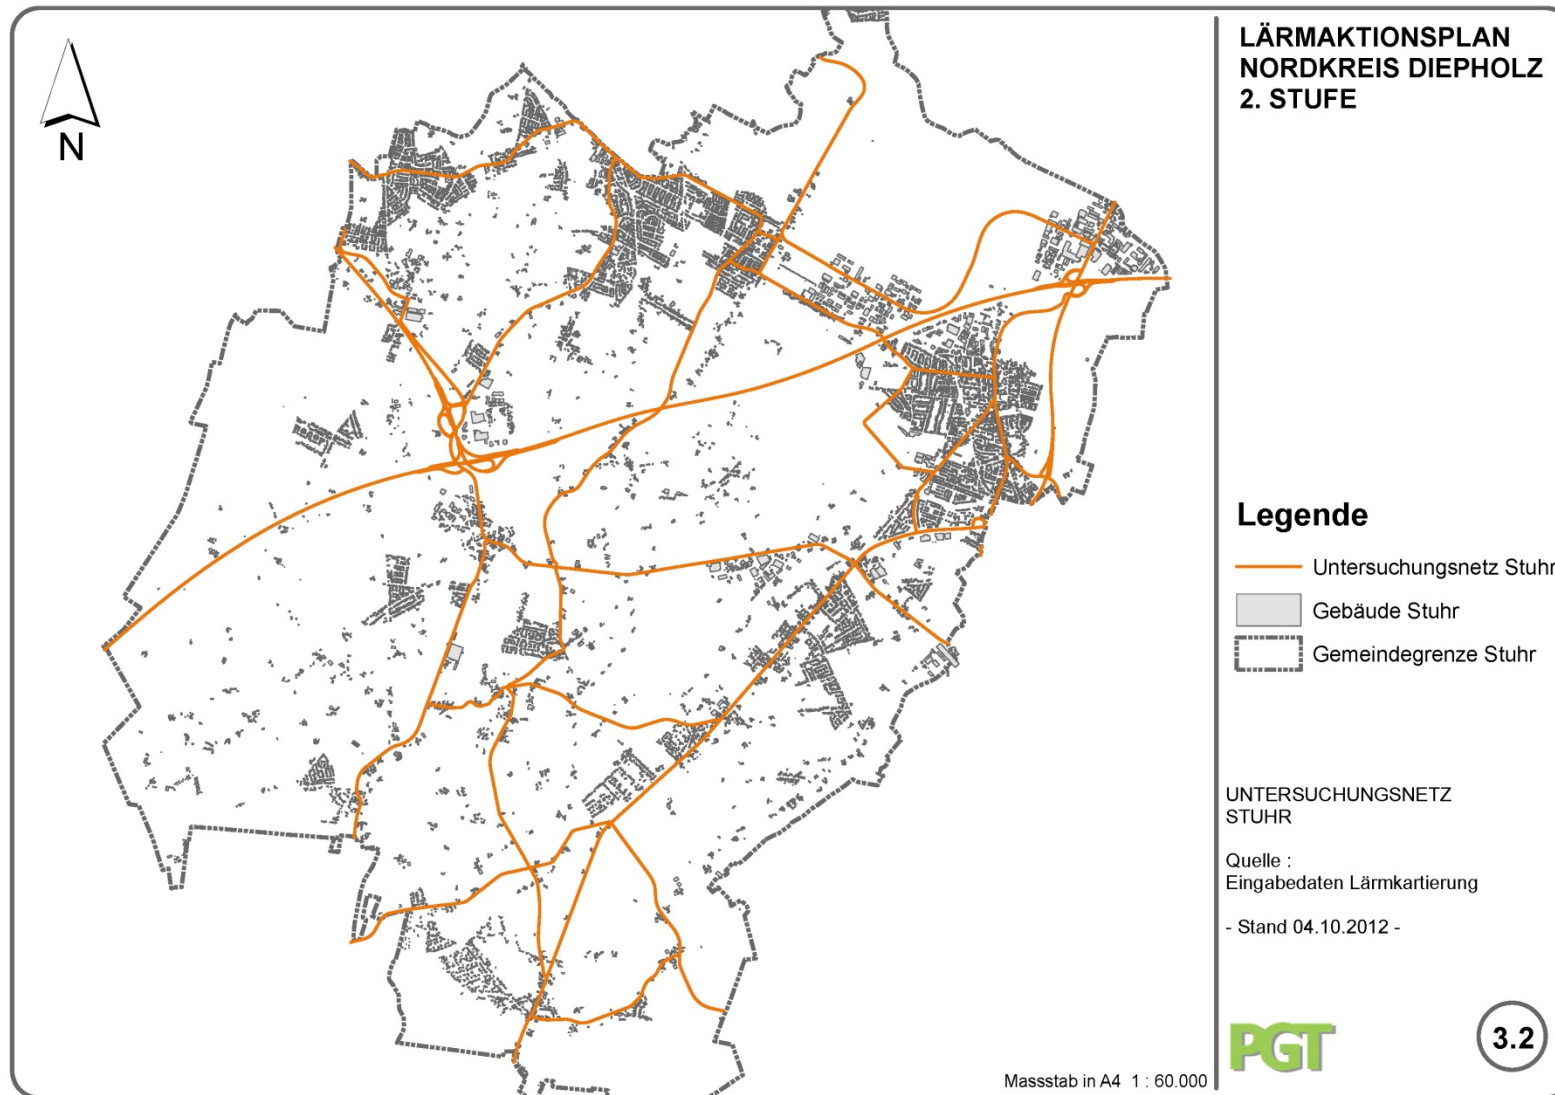 N
LÄRMAKTIONSPLAN
NORDKREIS DIEPHOLZ
2. STUFE
Legende
Untersuchungsnetz Stuhr
Gebäude Stuhr
Gemeindegrenze Stuhr
UNTERSUCHUNGSNETZ
STUHR
Quelle :
Eingabedaten Lärmkartierung
- Stand 04.10.2012 -
PGT
3.2
Massstab in A4 1 : 60.000